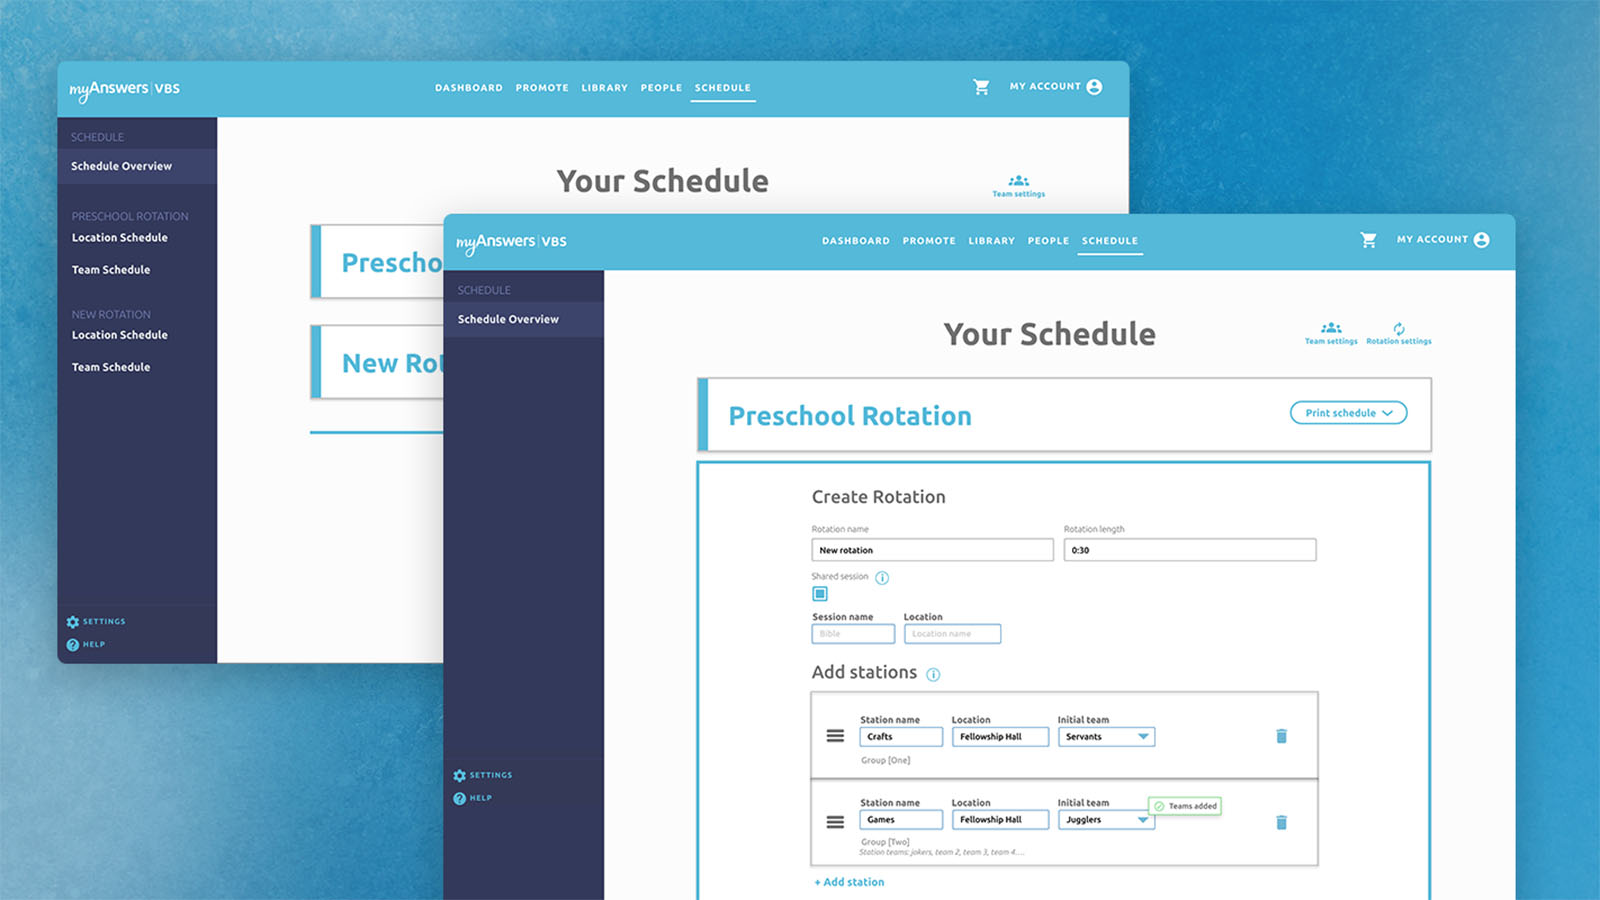 myAnswers|VBS
DASHBOARD PROMOTE LIBRARY PEOPLE SCHEDULE
MY ACCOUNT
SCHEDULE
Schedule Overview
PRESCHOOL ROTATION
Location Schedule
Team Schedule
NEW ROTATION
Location Schedule
Team Schedule
SETTINGS
HELP
Your Schedule
Team settings
Prescho
New Rot
myAnswers|VBS
DASHBOARD PROMOTE LIBRARY PEOPLE SCHEDULE
MY ACCOUNT
SCHEDULE
Schedule Overview
SETTINGS
HELP
Your Schedule
Team settings Rotation settings
Preschool Rotation
Print schedule
Create Rotation
Rotation name Rotation length
New rotation 0:30
Shared session
Session name Location
Bible Location name
Add stations
Station name Location Initial team
Crafts Fellowship Hall Servants
Group [One]
Station name Location Initial team
Teams added
Games Fellowship Hall Jugglers
Group [Two]
Station teams: jokers, team 2, team 3, team 4....
+ Add station